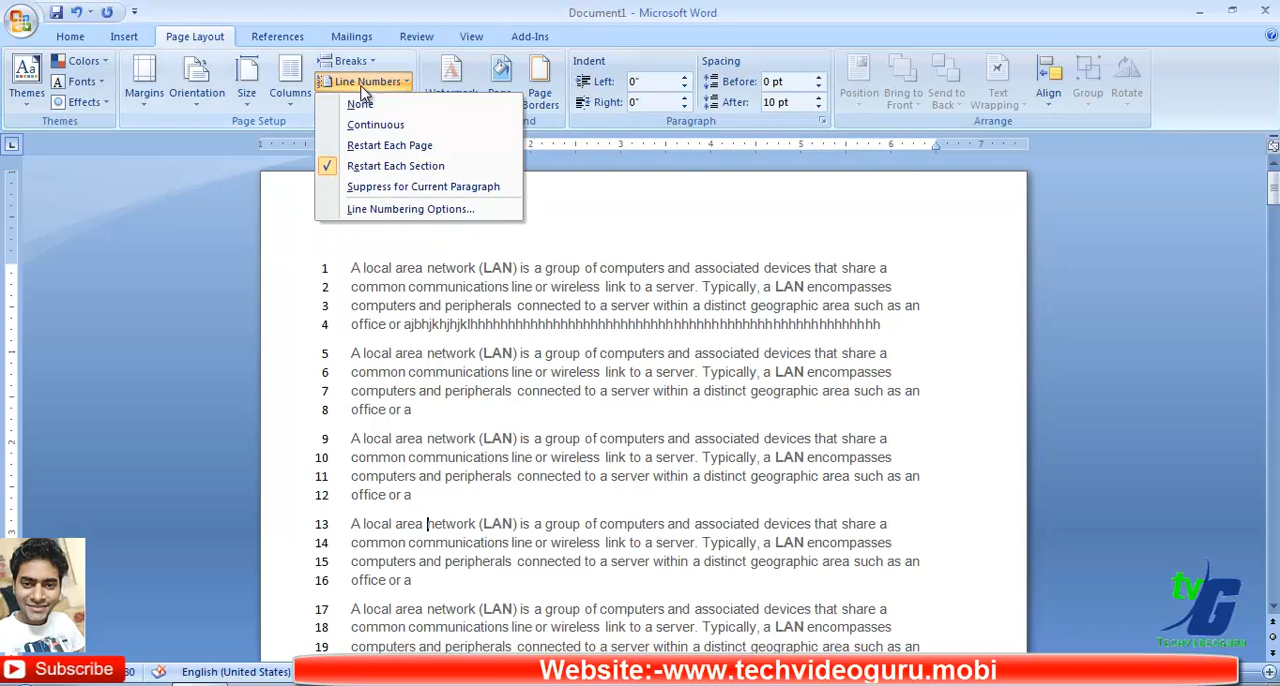 Document1 - Microsoft Word
Home Insert Page Layout References Mailings Review View Add-Ins
Themes
Colors
Fonts
Effects
Themes
Margins
Orientation
Size
Columns
Breaks
Line Numbers
Page Setup
None
Continuous
Restart Each Page
Restart Each Section
Suppress for Current Paragraph
Line Numbering Options...
Borders
Indent
Left: 0"
Right: 0"
Spacing
Before: 0 pt
After: 10 pt
Paragraph
Position
Bring to Front
Send to Back
Text Wrapping
Align
Group
Rotate
Arrange
1 2 3 4 5 6 7
1 A local area network (LAN) is a group of computers and associated devices that share a
2 common communications line or wireless link to a server. Typically, a LAN encompasses
3 computers and peripherals connected to a server within a distinct geographic area such as an
5 A local area network (LAN) is a group of computers and associated devices that share a
6 common communications line or wireless link to a server. Typically, a LAN encompasses
7 computers and peripherals connected to a server within a distinct geographic area such as an
8 office or a
9 A local area network (LAN) is a group of computers and associated devices that share a
10 common communications line or wireless link to a server. Typically, a LAN encompasses
11 computers and peripherals connected to a server within a distinct geographic area such as an
12 office or a
13 A local area network (LAN) is a group of computers and associated devices that share a
14 common communications line or wireless link to a server. Typically, a LAN encompasses
15 computers and peripherals connected to a server within a distinct geographic area such as an
16 office or a
17 A local area network (LAN) is a group of computers and associated devices that share a
18 common communications line or wireless link to a server. Typically, a LAN encompasses
19 computers and peripherals connected to a server within a distinct geographic area such as an
tvG
TECHVIDEOGURU.MOBI
Subscribe
English (United States)
Website:-www.techvideoguru.mobi